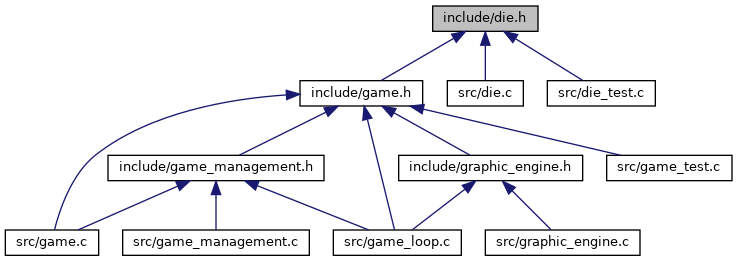 include/die.h
include/game.h
src/die.c
src/die_test.c
include/game_management.h
include/graphic_engine.h
src/game_test.c
src/game.c
src/game_management.c
src/game_loop.c
src/graphic_engine.c